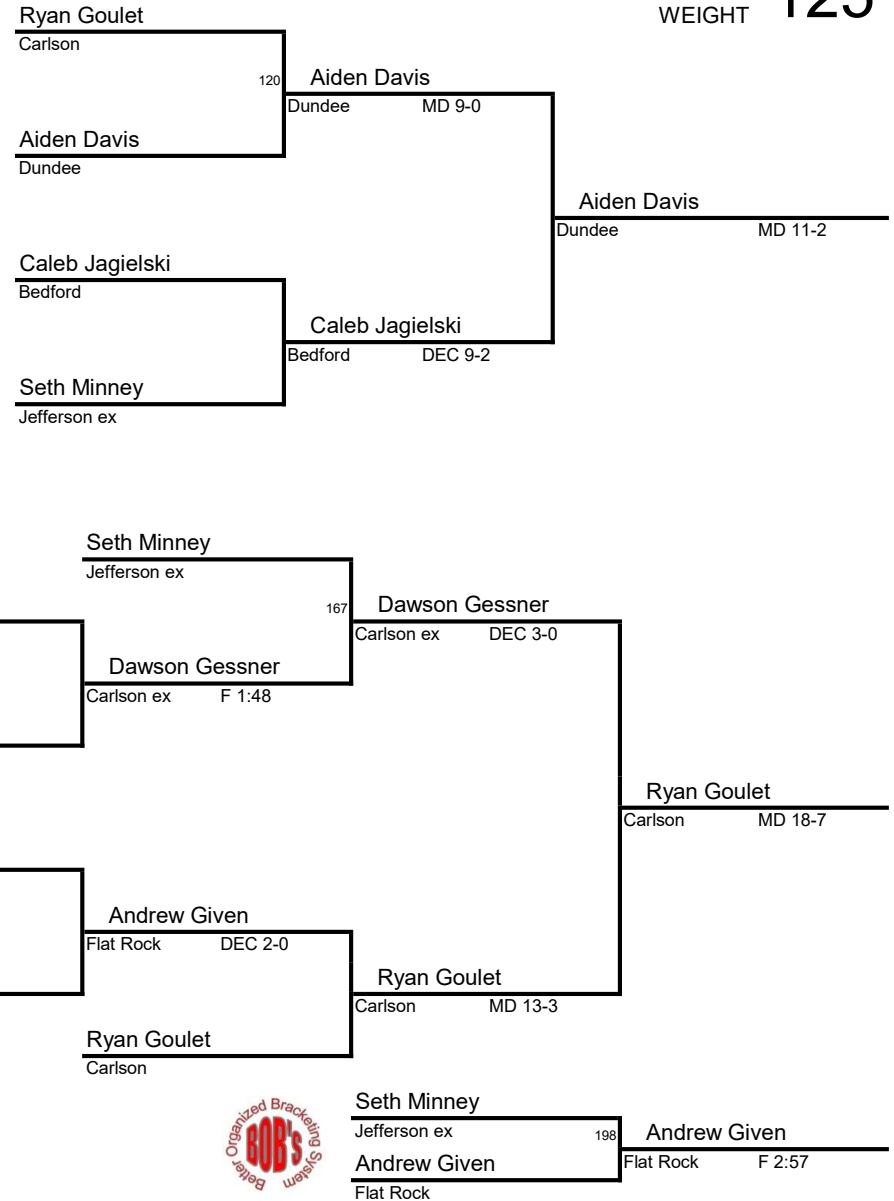 Ryan Goulet
WEIGHT 125
Carlson
120 Aiden Davis
Dundee MD 9-0
Aiden Davis
Dundee
Aiden Davis
Dundee MD 11-2
Caleb Jagielski
Bedford
Caleb Jagielski
Bedford DEC 9-2
Seth Minney
Jefferson ex
Seth Minney
Jefferson ex
167 Dawson Gessner
Carlson ex DEC 3-0
Dawson Gessner
Carlson ex F 1:48
Ryan Goulet
Carlson MD 18-7
Andrew Given
Flat Rock DEC 2-0
Ryan Goulet
Carlson MD 13-3
Ryan Goulet
Carlson
Better Organized Bracketing System
BOB'S
Seth Minney
Jefferson ex
198 Andrew Given
Flat Rock F 2:57
Andrew Given
Flat Rock